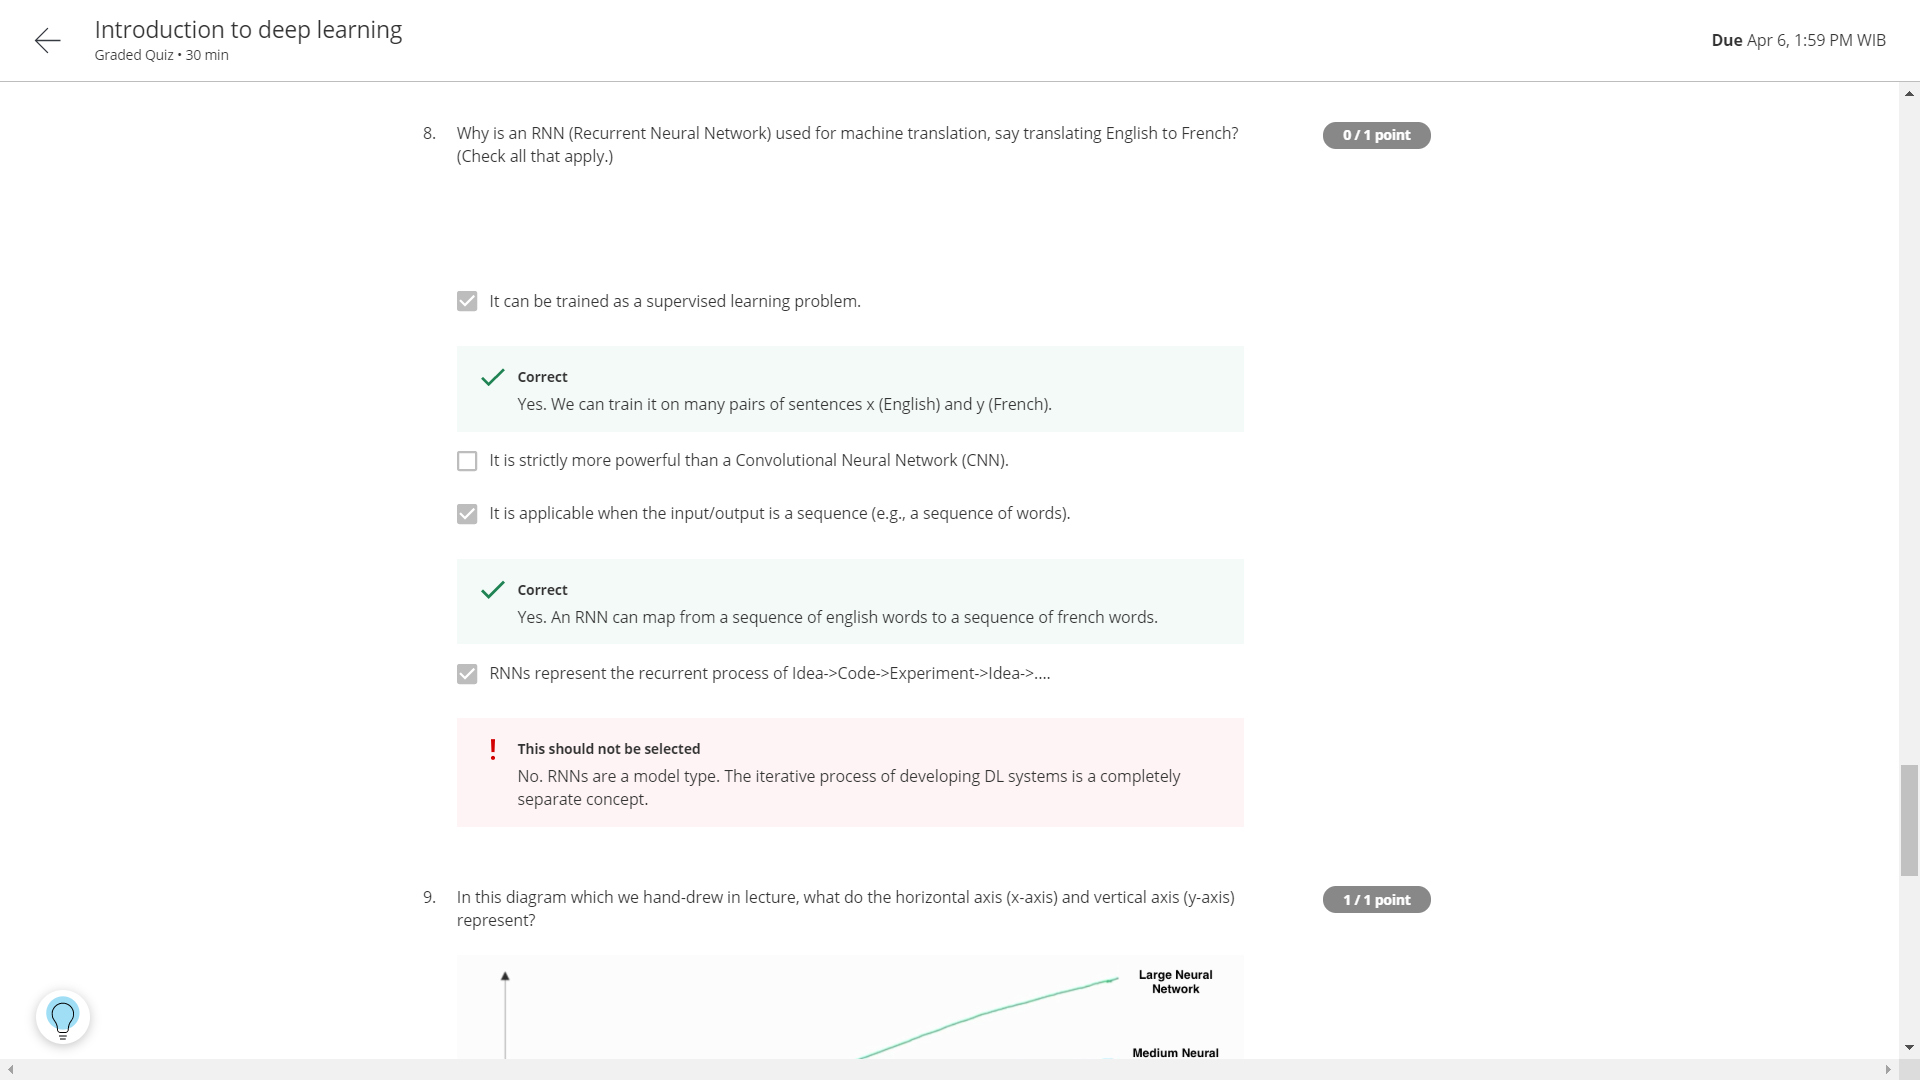 Introduction to deep learning
Graded Quiz • 30 min
Due Apr 6, 1:59 PM WIB
8. Why is an RNN (Recurrent Neural Network) used for machine translation, say translating English to French?
(Check all that apply.)
0 / 1 point
It can be trained as a supervised learning problem.
Correct
Yes. We can train it on many pairs of sentences x (English) and y (French).
It is strictly more powerful than a Convolutional Neural Network (CNN).
It is applicable when the input/output is a sequence (e.g., a sequence of words).
Correct
Yes. An RNN can map from a sequence of english words to a sequence of french words.
RNNs represent the recurrent process of Idea->Code->Experiment->Idea->....
! This should not be selected
No. RNNs are a model type. The iterative process of developing DL systems is a completely
separate concept.
9. In this diagram which we hand-drew in lecture, what do the horizontal axis (x-axis) and vertical axis (y-axis)
represent?
1 / 1 point
Large Neural
Network
Medium Neural